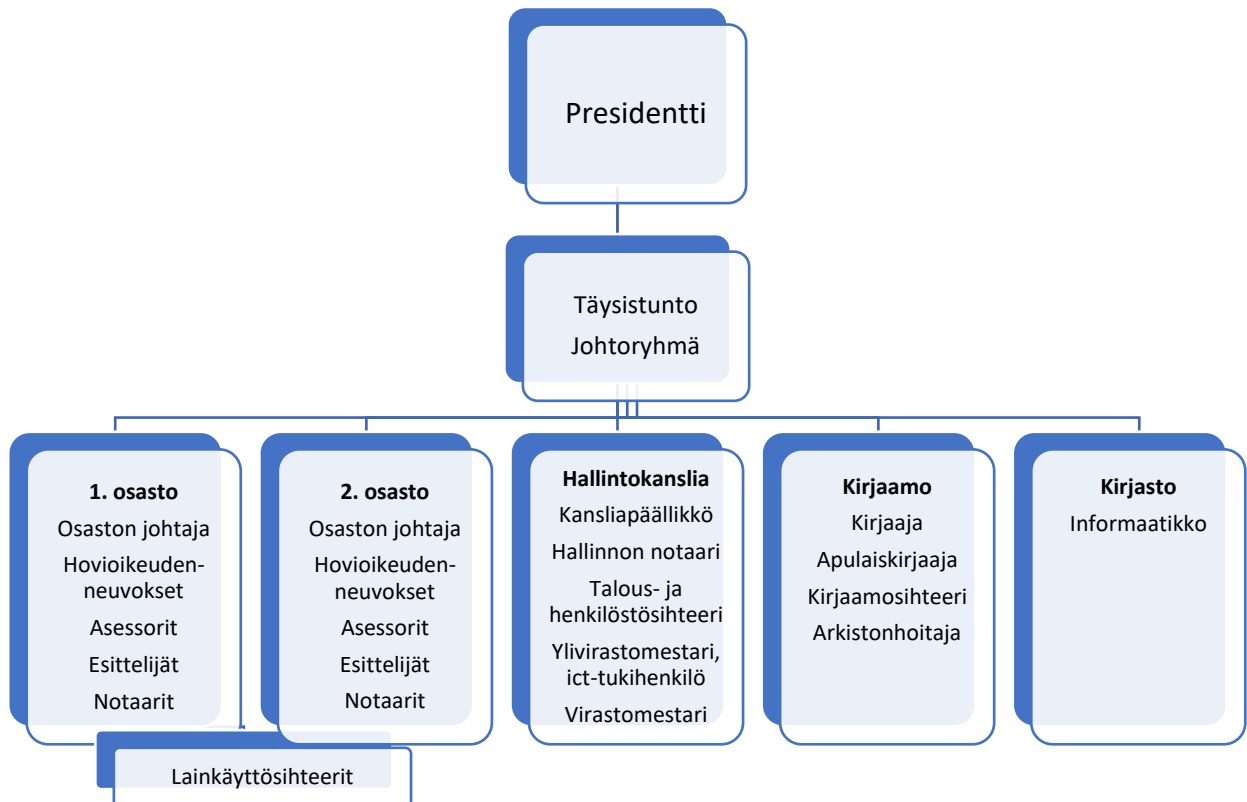 Presidentti
Täysistunto
Johtoryhmä
1. osasto
Osaston johtaja
Hovioikeuden-
neuvokset
Asessorit
Esittelijät
Notaarit
2. osasto
Osaston johtaja
Hovioikeuden-
neuvokset
Asessorit
Esittelijät
Notaarit
Hallintokanslia
Kansliapäällikkö
Hallinnon notaari
Talous- ja
henkilöstösihteeri
Ylivirastomestari,
ict-tukihenkilö
Virastomestari
Kirjaamo
Kirjaaja
Apulaiskirjaaja
Kirjaamosihteeri
Arkistonhoitaja
Kirjasto
Informaatikko
Lainkäyttösihteerit